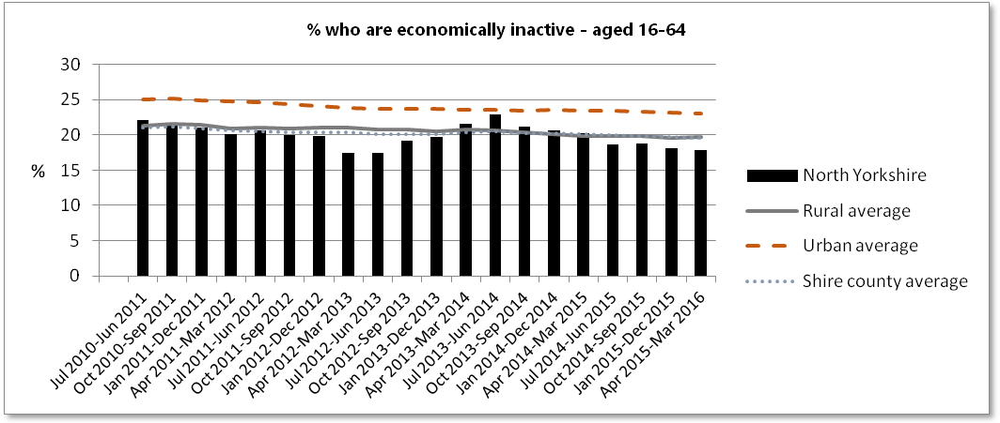 % who are economically inactive - aged 16-64
30
25
20
15
10
5
0
%
Jul 2010-Jun 2011
Oct 2010-Sep 2011
Jan 2011-Dec 2011
Apr 2011-Mar 2012
Jul 2011-Jun 2012
Oct 2011-Sep 2012
Jan 2012-Dec 2012
Apr 2012-Mar 2013
Jul 2012-Jun 2013
Oct 2012-Sep 2013
Jan 2013-Dec 2013
Apr 2013-Mar 2014
Jul 2013-Jun 2014
Oct 2013-Sep 2014
Jan 2014-Dec 2014
Apr 2014-Mar 2015
Jul 2014-Jun 2015
Oct 2014-Sep 2015
Jan 2015-Dec 2015
Apr 2015-Mar 2016
North Yorkshire
Rural average
Urban average
Shire county average